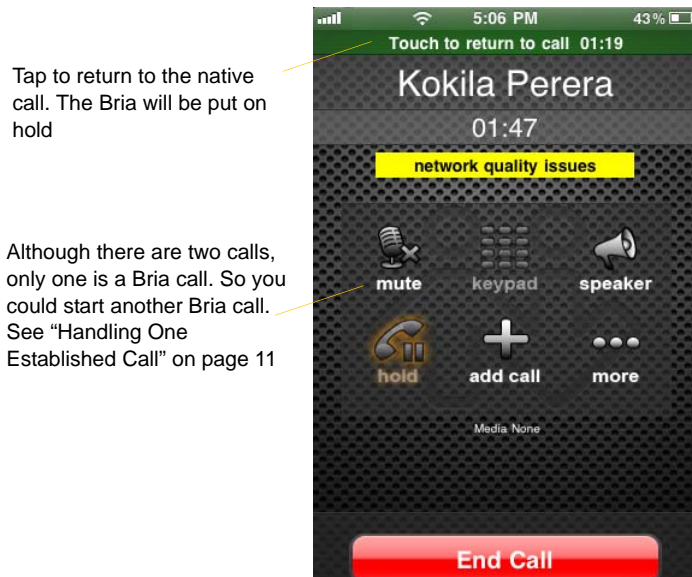 5:06 PM 43%
Touch to return to call 01:19
Tap to return to the native
call. The Bria will be put on
hold
Kokila Perera
01:47
network quality issues
Although there are two calls,
only one is a Bria call. So you
could start another Bria call.
See “Handling One
Established Call” on page 11
mute keypad speaker
hold add call more
Media None
End Call